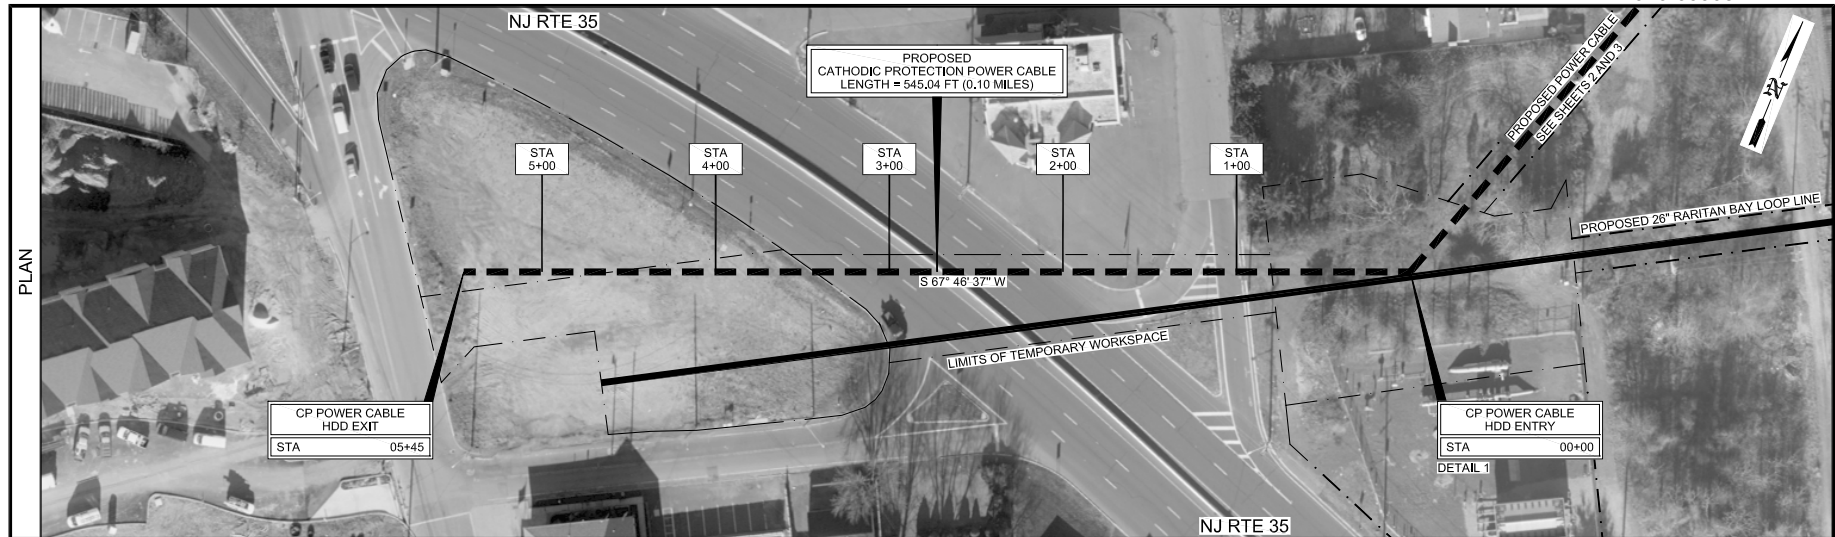 NJ RTE 35
PROPOSED
CATHODIC PROTECTION POWER CABLE
LENGTH = 545.04 FT (0.10 MILES)
PROPOSED POWER CABLE
SEE SHEETS 2 AND 3
N
STA
5+00
STA
4+00
STA
3+00
STA
2+00
STA
1+00
PROPOSED 26" RARITAN BAY LOOP LINE
PLAN
S 67° 46' 37" W
LIMITS OF TEMPORARY WORKSPACE
CP POWER CABLE
HDD EXIT
STA 05+45
CP POWER CABLE
HDD ENTRY
STA 00+00
DETAIL 1
NJ RTE 35